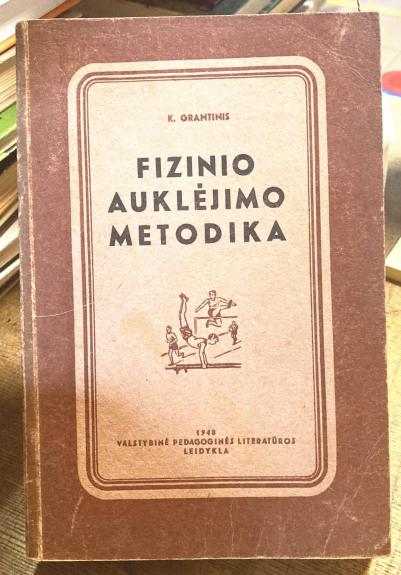 K. GRANTINIS
FIZINIO
AUKLĖJIMO
METODIKA
1948
VALSTYBINĖ PEDAGOGINĖS LITERATŪROS
LEIDYKLA